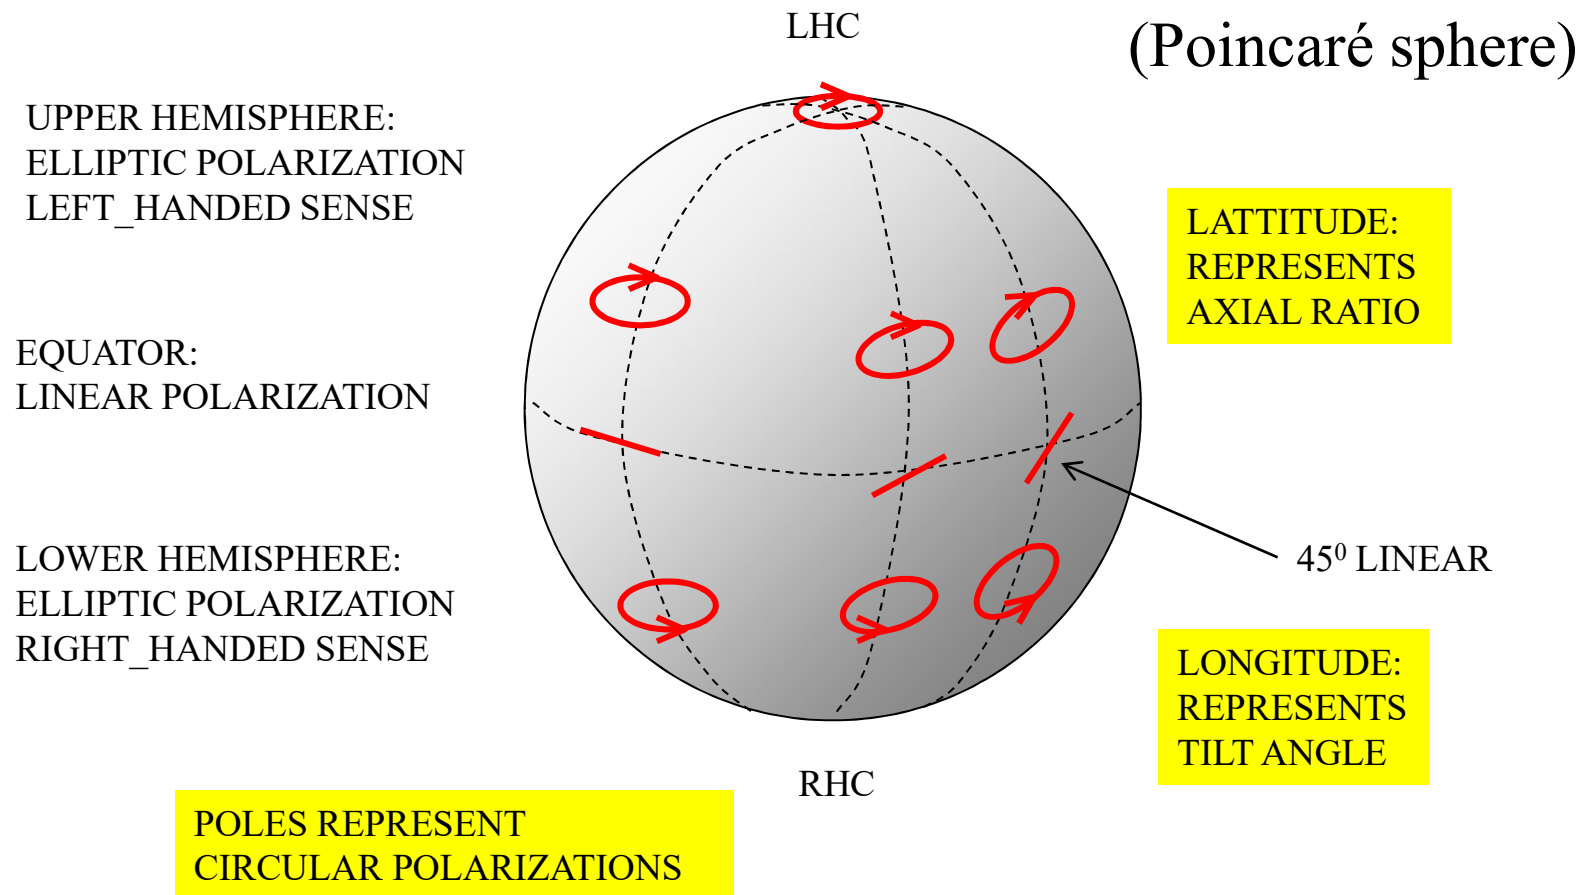 LHC
(Poincaré sphere)
UPPER HEMISPHERE:
ELLIPTIC POLARIZATION
LEFT_HANDED SENSE
LATTITUDE:
REPRESENTS
AXIAL RATIO
EQUATOR:
LINEAR POLARIZATION
LOWER HEMISPHERE:
ELLIPTIC POLARIZATION
RIGHT_HANDED SENSE
45⁰ LINEAR
LONGITUDE:
REPRESENTS
TILT ANGLE
RHC
POLES REPRESENT
CIRCULAR POLARIZATIONS